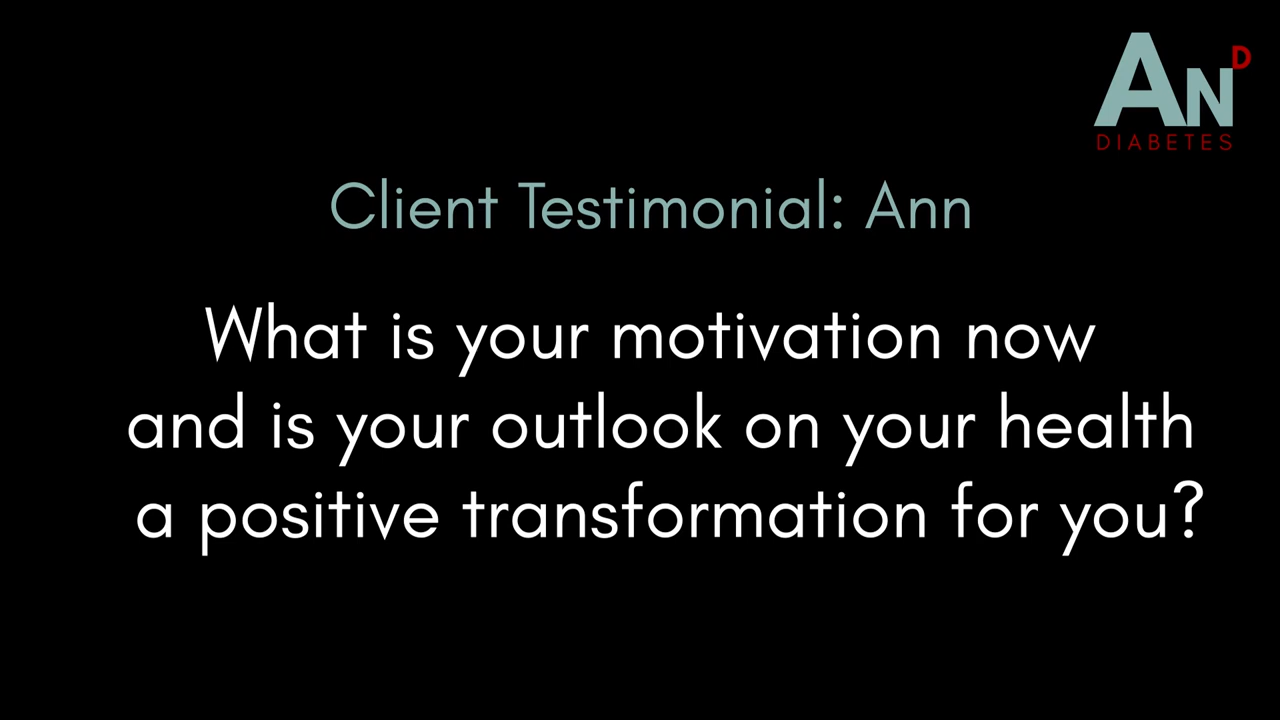 AN D
DIABETES
Client Testimonial: Ann
What is your motivation now
and is your outlook on your health
a positive transformation for you?